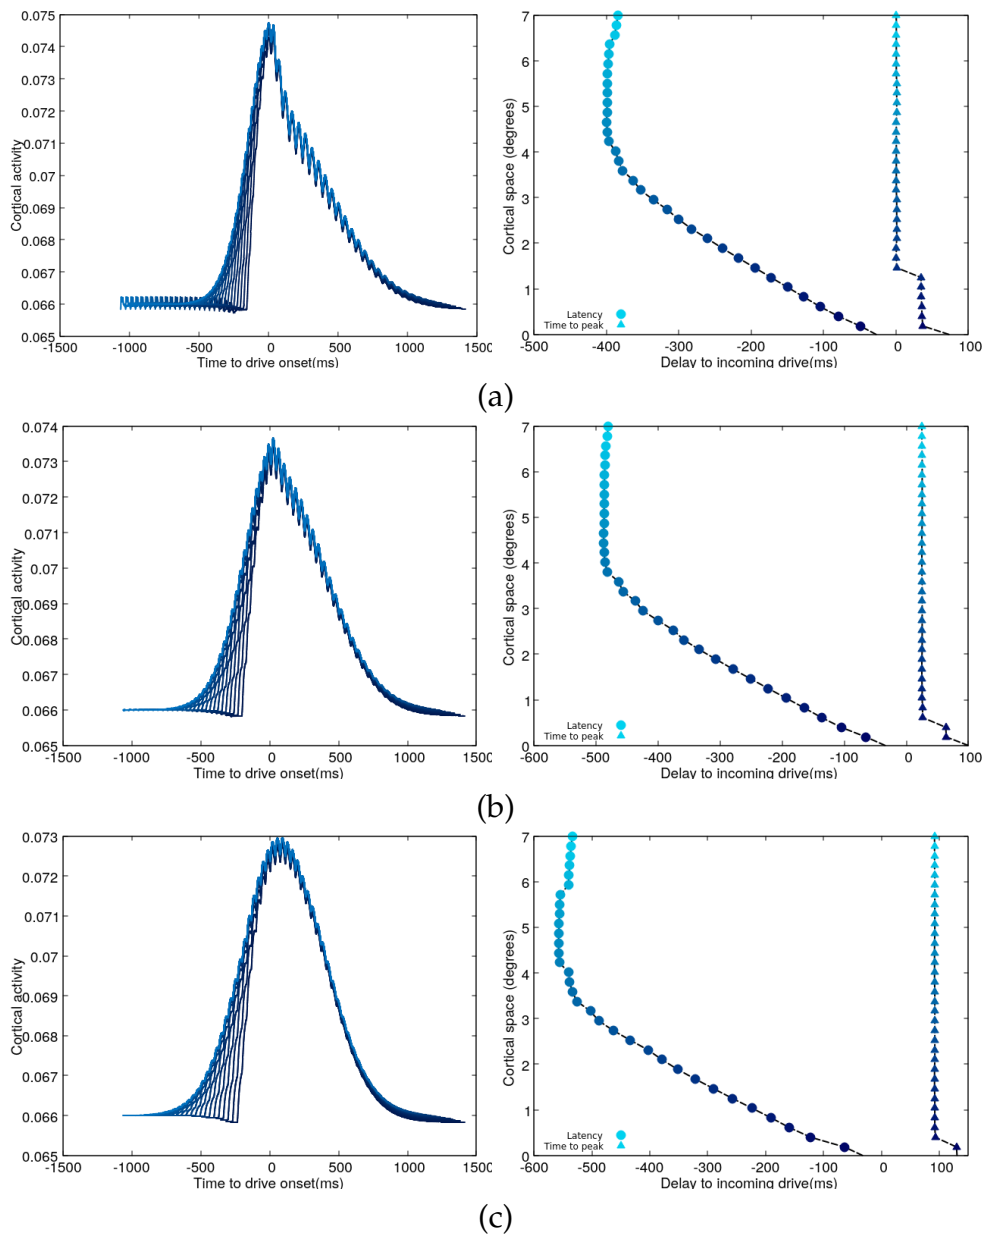 0.075
0.074
0.073
0.072
0.071
0.07
0.069
0.068
0.067
0.066
0.065
Cortical activity
-1500 -1000 -500 0 500 1000 1500
Time to drive onset(ms)
7
6
5
4
3
2
1
0
Cortical space (degrees)
Latency
Time to peak
-500 -400 -300 -200 -100 0 100
Delay to incoming drive(ms)
(a)
0.074
0.073
0.072
0.071
0.07
0.069
0.068
0.067
0.066
0.065
Cortical activity
-1500 -1000 -500 0 500 1000 1500
Time to drive onset(ms)
7
6
5
4
3
2
1
0
Cortical space (degrees)
Latency
Time to peak
-600 -500 -400 -300 -200 -100 0 100
Delay to incoming drive(ms)
(b)
0.073
0.072
0.071
0.07
0.069
0.068
0.067
0.066
0.065
Cortical activity
-1500 -1000 -500 0 500 1000 1500
Time to drive onset(ms)
7
6
5
4
3
2
1
0
Cortical space (degrees)
Latency
Time to peak
-600 -500 -400 -300 -200 -100 0 100
Delay to incoming drive(ms)
(c)